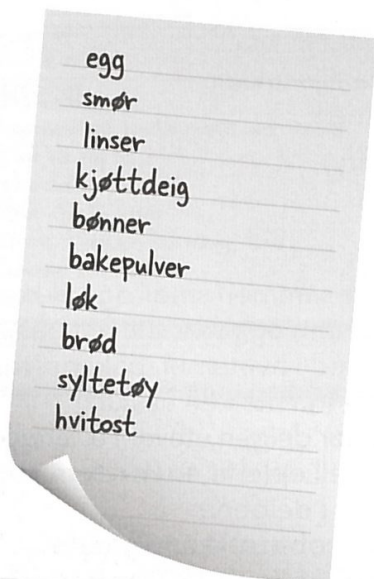 egg
smør
linser
kjøttdeig
bønner
bakepulver
løk
brød
syltetøy
hvitost